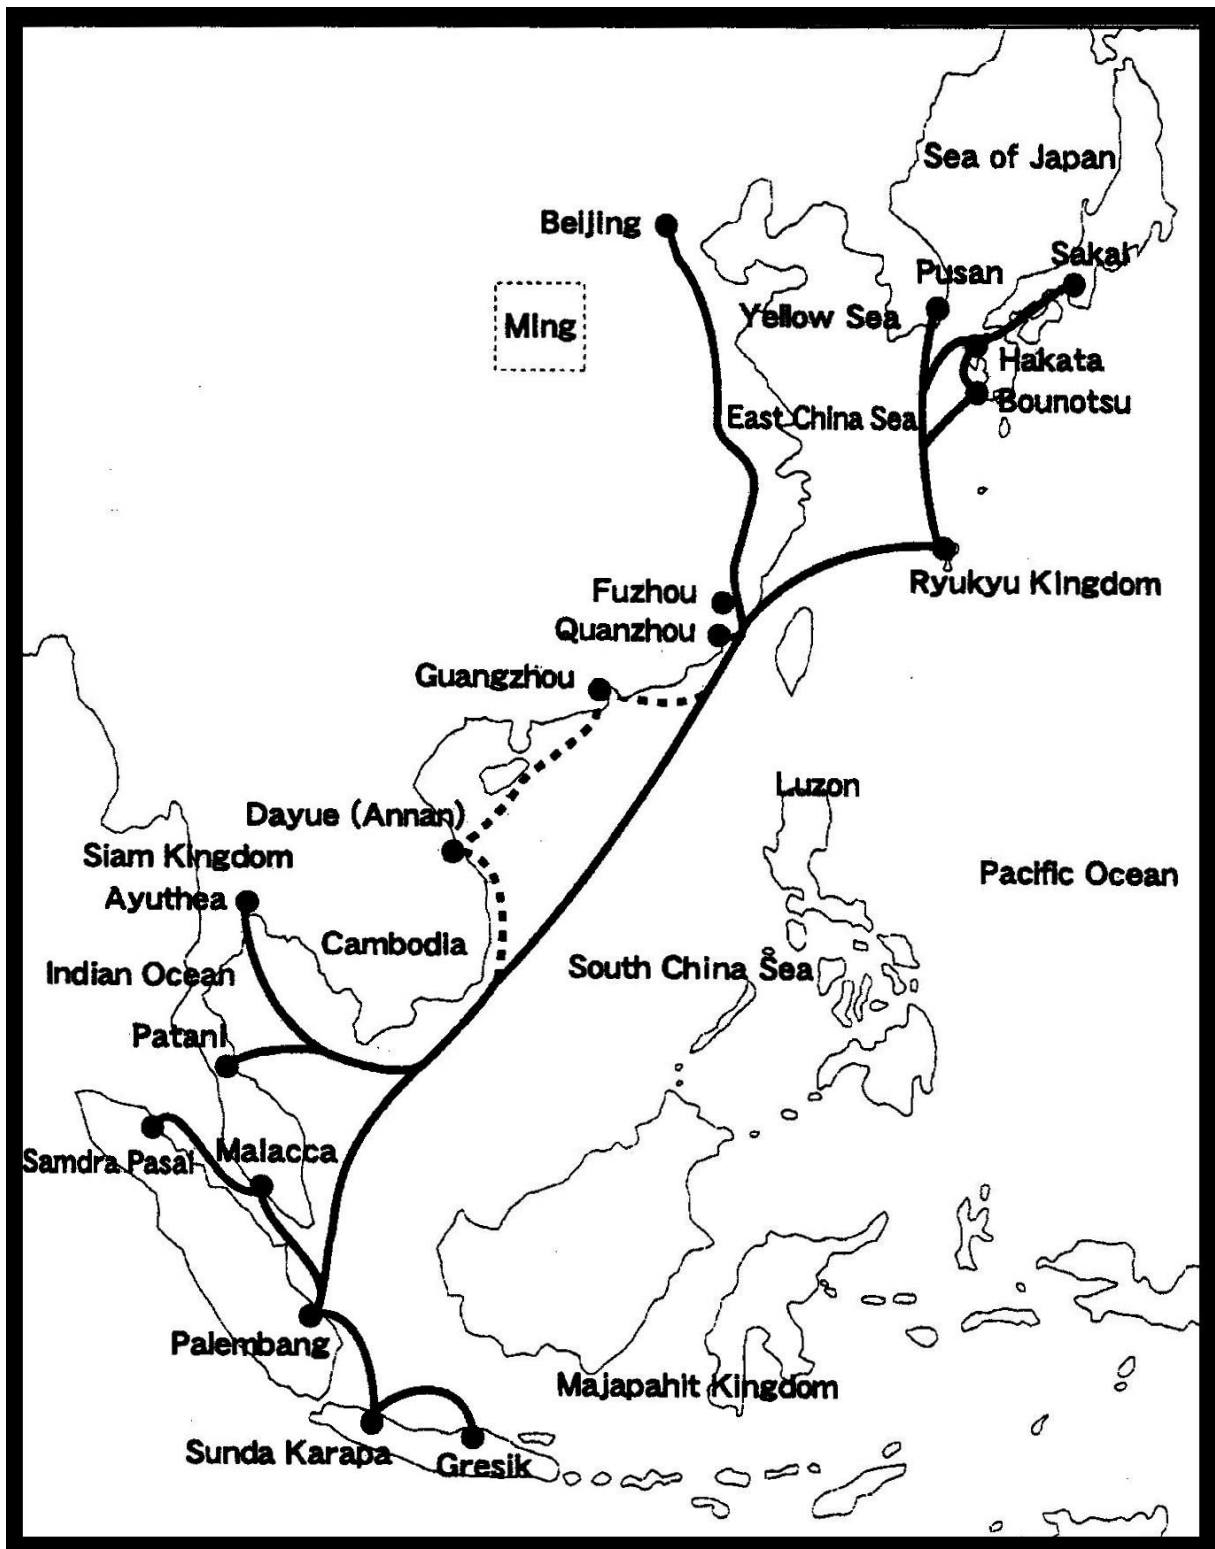 Sea of Japan
Beijing
Sakai
Pusan
Ming
Yellow Sea
Hakata
Bounotsu
East China Sea
Fuzhou
Ryukyu Kingdom
Quanzhou
Guangzhou
Luzon
Dayue (Annan)
Siam Kingdom
Ayuthea
Pacific Ocean
Cambodia
Indian Ocean
South China Sea
Patani
Samdra Pasai
Malacca
Palembang
Majapahit Kingdom
Sunda Karapa
Gresik